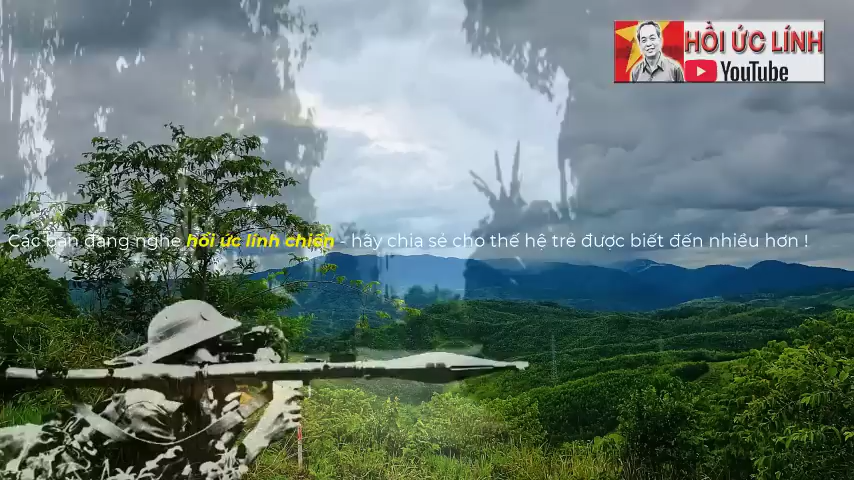 HỒI ỨC LÍNH
YouTube
Các bạn đang nghe hồi ức lính chiến - hãy chia sẻ cho thế hệ trẻ được biết đến nhiều hơn !